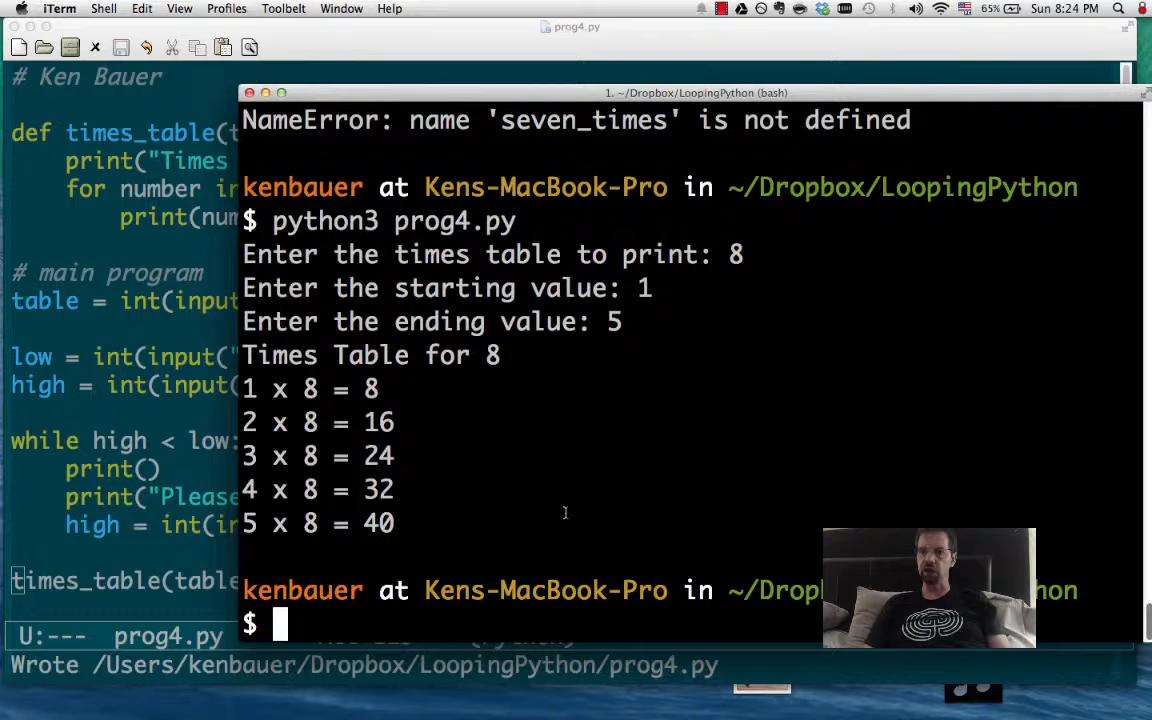 iTerm Shell Edit View Profiles Toolbelt Window Help 65% Sun 8:24 PM
prog4.py
# Ken Bauer
1. ~/Dropbox/LoopingPython (bash)
NameError: name 'seven_times' is not defined
def times_table(t
print("Times
for number in
print(num
kenbauer at Kens-MacBook-Pro in ~/Dropbox/LoopingPython
$ python3 prog4.py
Enter the times table to print: 8
# main program
Enter the starting value: 1
table = int(input
Enter the ending value: 5
low = int(input("
Times Table for 8
high = int(input(
1 x 8 = 8
2 x 8 = 16
while high < low:
3 x 8 = 24
print()
4 x 8 = 32
print("Please
5 x 8 = 40
high = int(in
times_table(table
kenbauer at Kens-MacBook-Pro in ~/Drop hon
$
U:--- prog4.py
Wrote /Users/kenbauer/Dropbox/LoopingPython/prog4.py